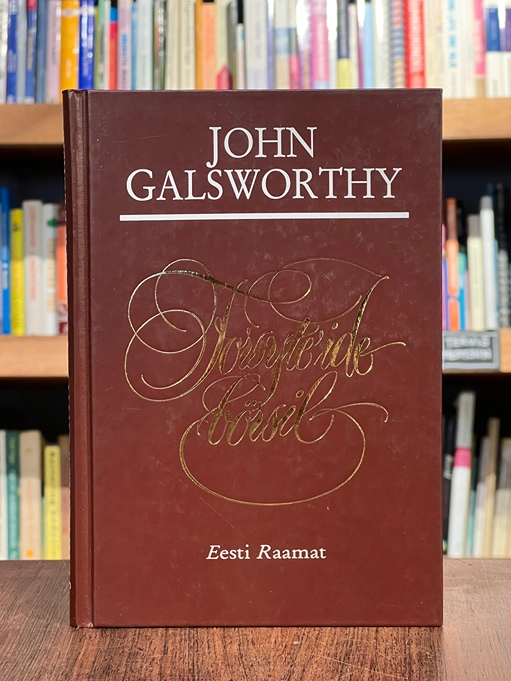 JOHN
GALSWORTHY
Forsyte'ide
börsil
Eesti Raamat